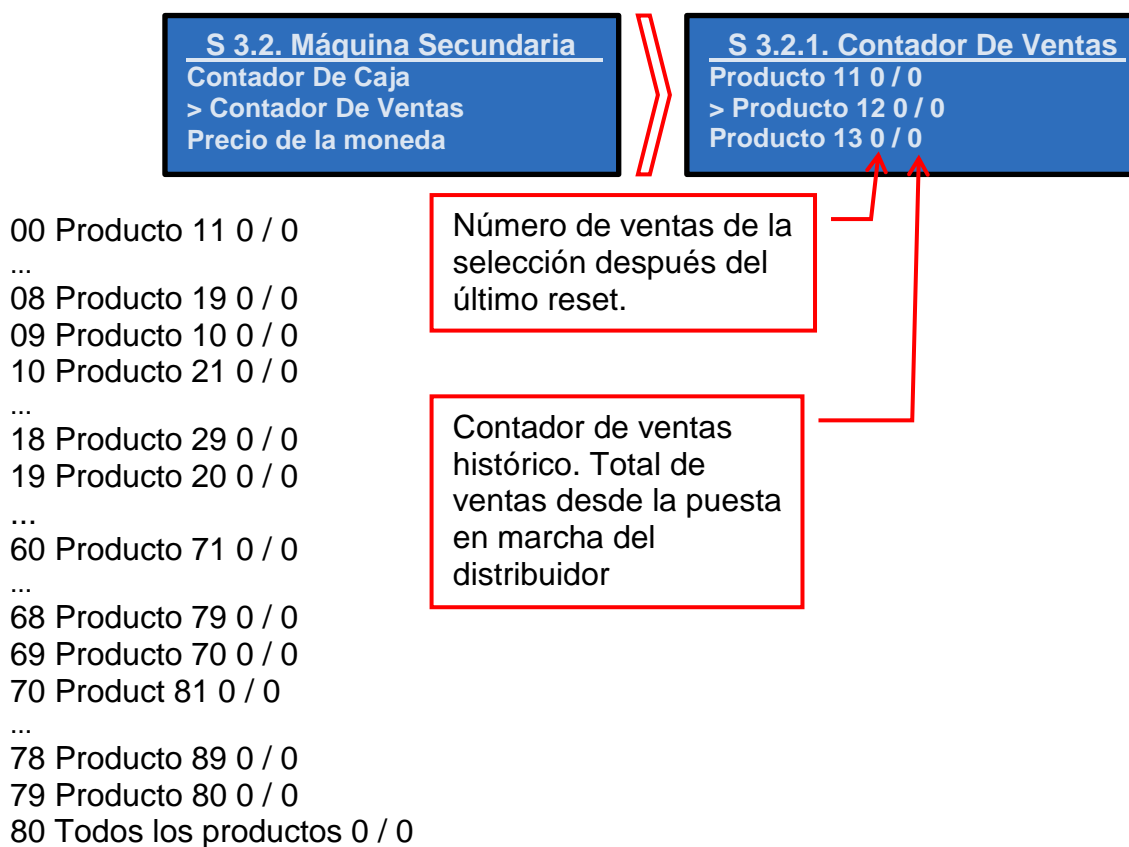 S 3.2. Máquina Secundaria
Contador De Caja
> Contador De Ventas
Precio de la moneda
S 3.2.1. Contador De Ventas
Producto 11 0 / 0
> Producto 12 0 / 0
Producto 13 0 / 0
00 Producto 11 0 / 0
...
08 Producto 19 0 / 0
09 Producto 10 0 / 0
10 Producto 21 0 / 0
...
18 Producto 29 0 / 0
19 Producto 20 0 / 0
...
60 Producto 71 0 / 0
...
68 Producto 79 0 / 0
69 Producto 70 0 / 0
70 Product 81 0 / 0
...
78 Producto 89 0 / 0
79 Producto 80 0 / 0
80 Todos los productos 0 / 0
Número de ventas de la
selección después del
último reset.
Contador de ventas
histórico. Total de
ventas desde la puesta
en marcha del
distribuidor